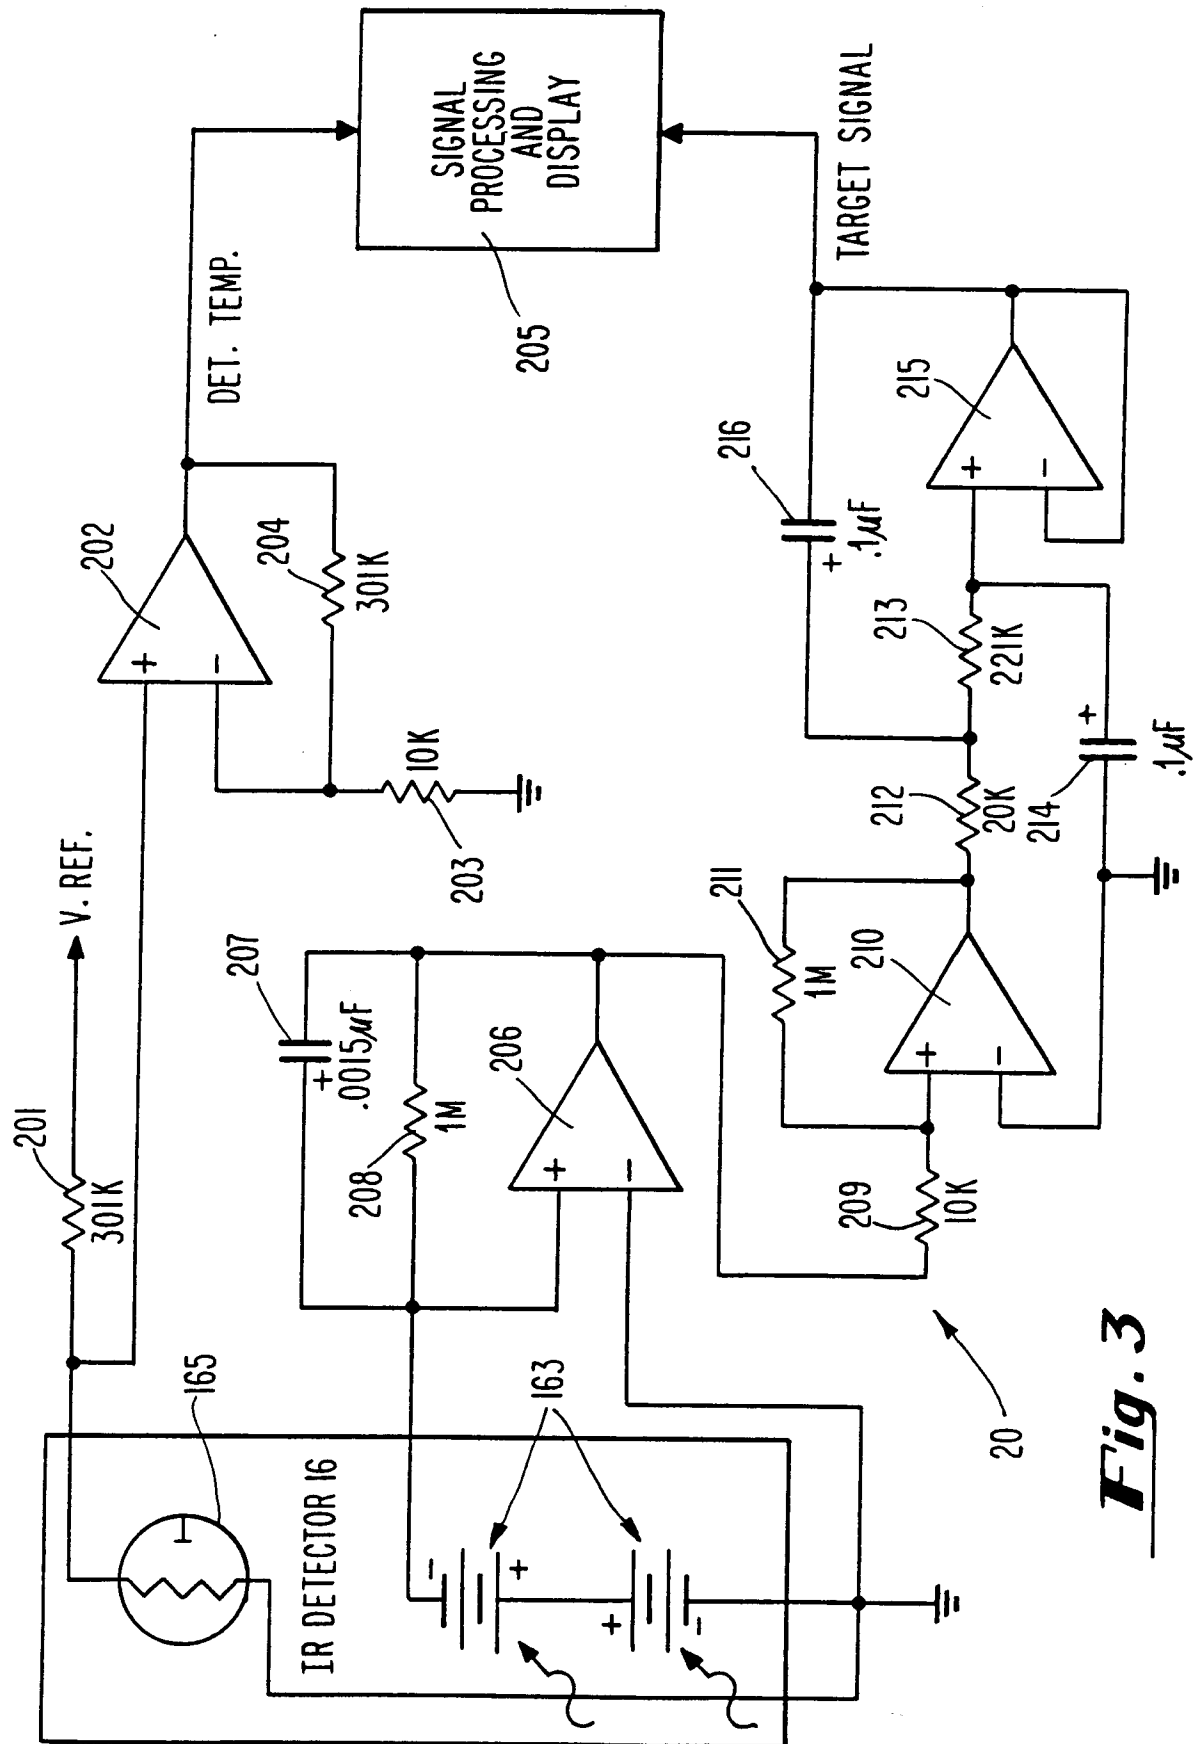 201
301K
V. REF.
202
+
−
204
301K
203
10K
DET. TEMP.
SIGNAL
PROCESSING
AND
DISPLAY
205
165
IR DETECTOR 16
−
+
+
−
163
207
+
.0015µF
208
1M
206
+
−
209
10K
211
1M
210
+
−
212
20K
213
221K
214
+
.1µF
216
+
.1µF
215
+
−
TARGET SIGNAL
20
Fig. 3